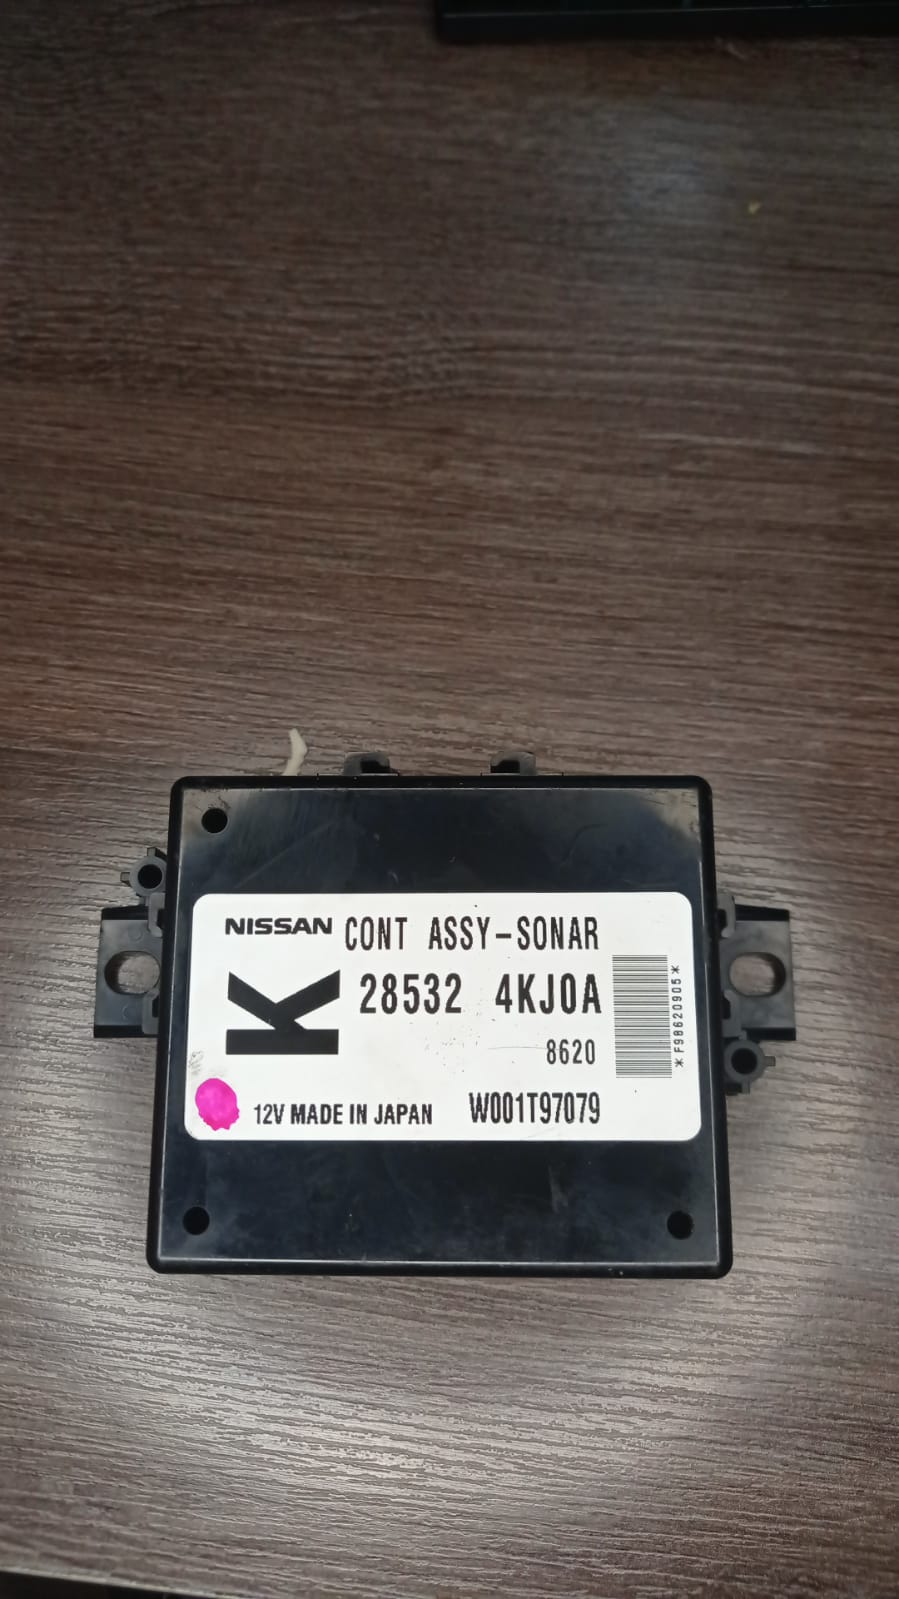 NISSAN CONT ASSY-SONAR
K
28532 4KJ0A
8620
12V MADE IN JAPAN W001T97079
*F98620905*